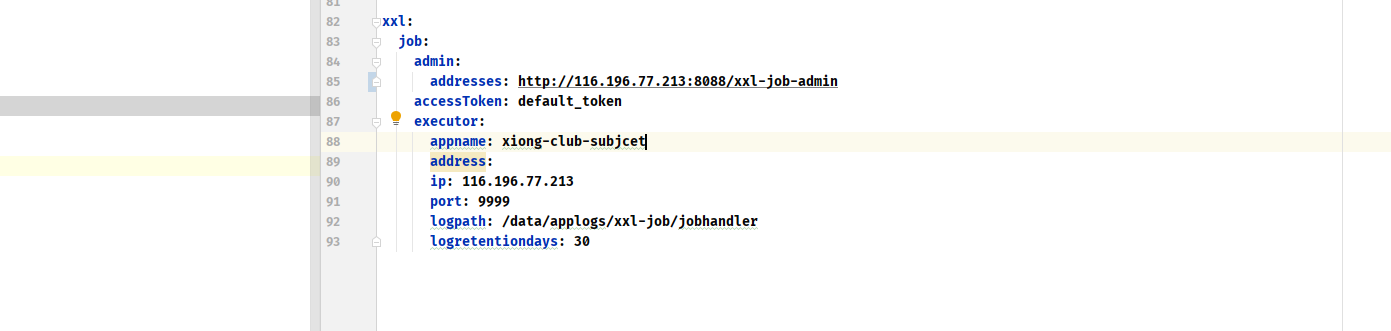 81
82 xxl:
83 job:
84 admin:
85 addresses: http://116.196.77.213:8088/xxl-job-admin
86 accessToken: default_token
87 executor:
88 appname: xiong-club-subjcet
89 address:
90 ip: 116.196.77.213
91 port: 9999
92 logpath: /data/applogs/xxl-job/jobhandler
93 logretentiondays: 30